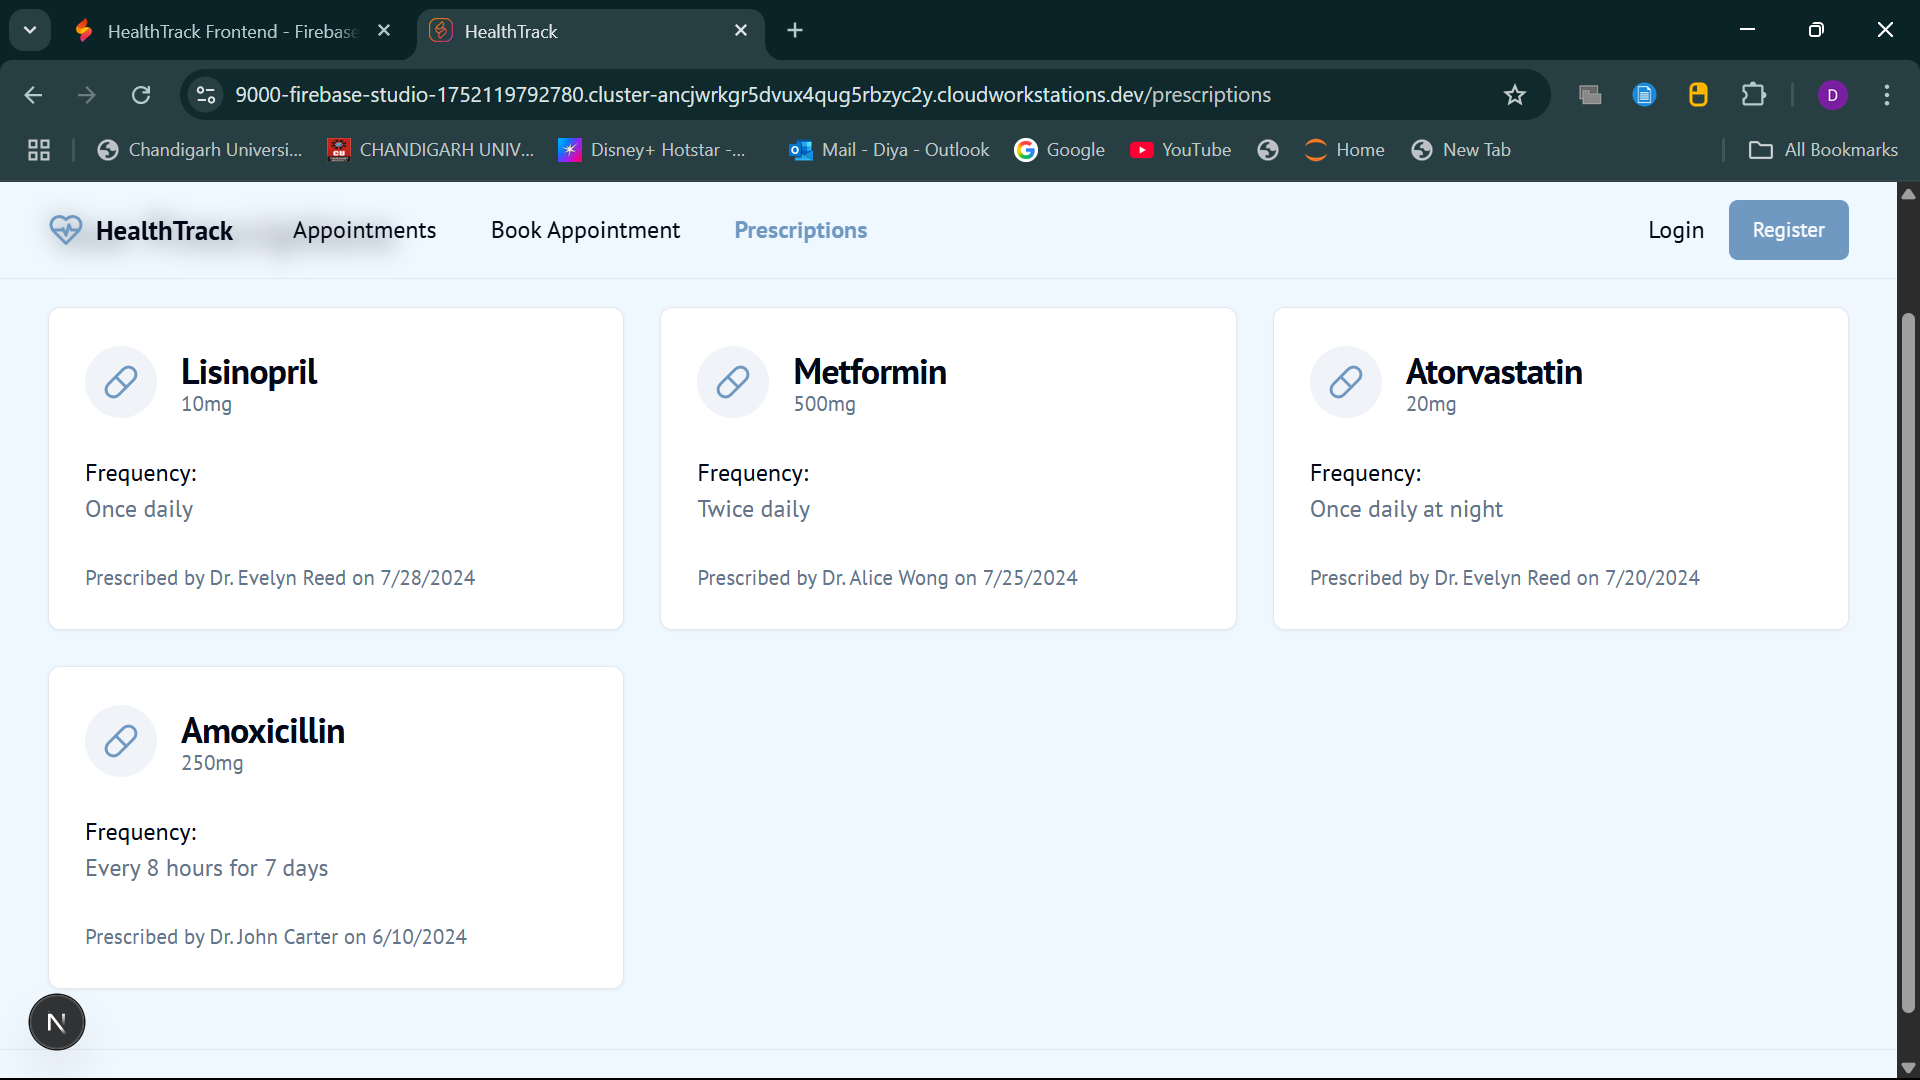 HealthTrack Frontend - Firebase
HealthTrack
9000-firebase-studio-1752119792780.cluster-ancjwrkgr5dvux4qug5rbzyc2y.cloudworkstations.dev/prescriptions
D
Chandigarh Universi...
CHANDIGARH UNIV...
Disney+ Hotstar -...
Mail - Diya - Outlook
Google
YouTube
Home
New Tab
All Bookmarks
HealthTrack
Appointments
Book Appointment
Prescriptions
Login
Register
Lisinopril
10mg
Frequency:
Once daily
Prescribed by Dr. Evelyn Reed on 7/28/2024
Metformin
500mg
Frequency:
Twice daily
Prescribed by Dr. Alice Wong on 7/25/2024
Atorvastatin
20mg
Frequency:
Once daily at night
Prescribed by Dr. Evelyn Reed on 7/20/2024
Amoxicillin
250mg
Frequency:
Every 8 hours for 7 days
Prescribed by Dr. John Carter on 6/10/2024
N